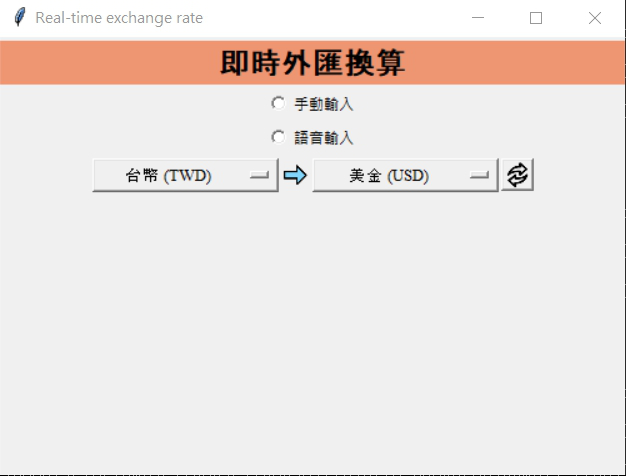 Real-time exchange rate
即時外匯換算
手動輸入
語音輸入
台幣 (TWD) 美金 (USD)